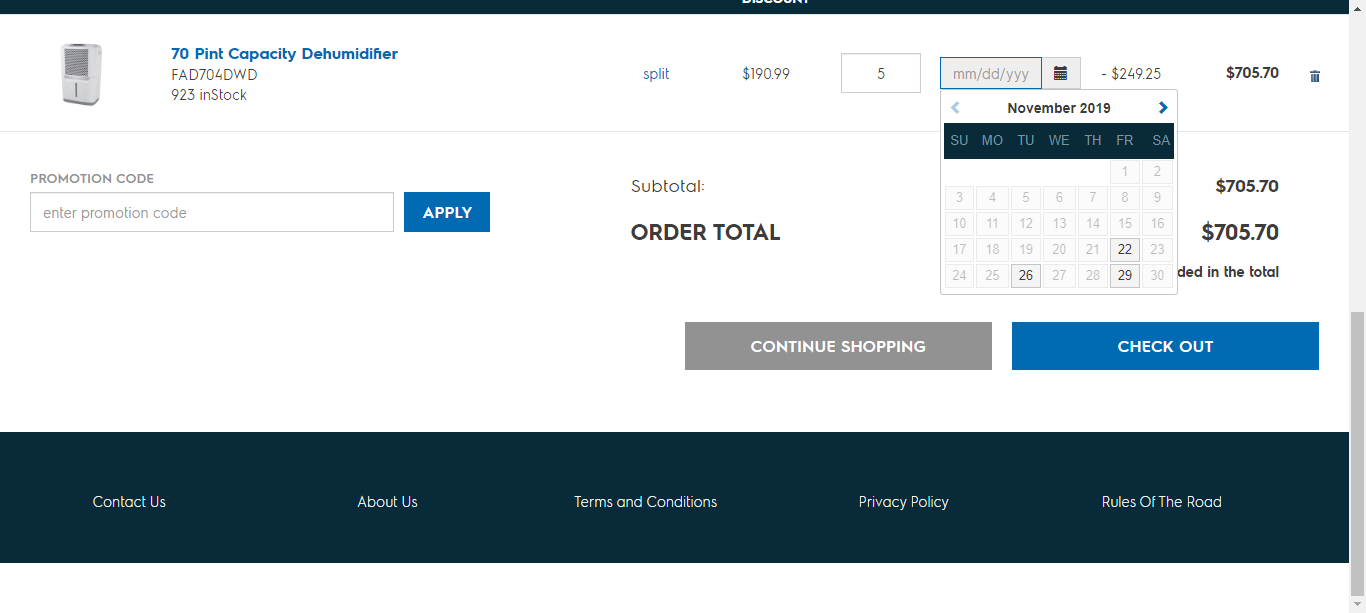 DISCOUNT
70 Pint Capacity Dehumidifier
FAD704DWD
923 inStock
split
$190.99
5
mm/dd/yyy
- $249.25
$705.70
November 2019
SU MO TU WE TH FR SA
1 2
3 4 5 6 7 8 9
10 11 12 13 14 15 16
17 18 19 20 21 22 23
24 25 26 27 28 29 30
PROMOTION CODE
enter promotion code
APPLY
Subtotal: $705.70
ORDER TOTAL $705.70
ded in the total
CONTINUE SHOPPING
CHECK OUT
Contact Us
About Us
Terms and Conditions
Privacy Policy
Rules Of The Road